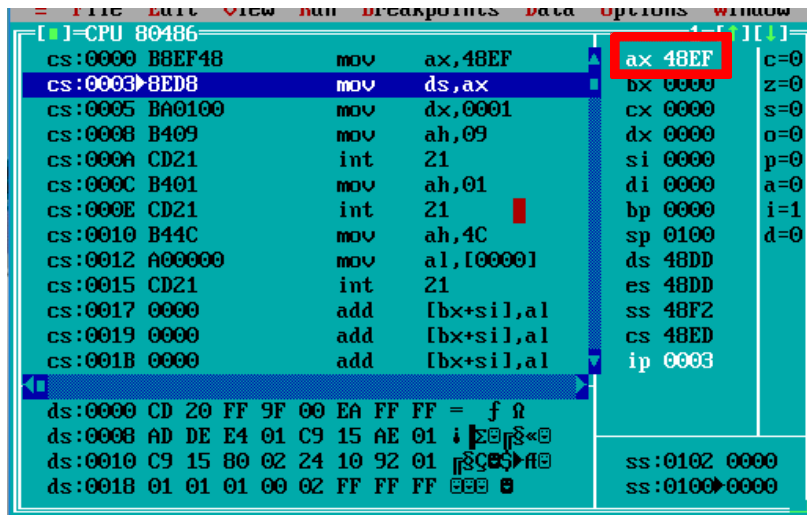 ≡ File Edit View Run Breakpoints Data Options Window
[■]=CPU 80486 1=[↑][↓]=
cs:0000 B8EF48 mov ax,48EF ax 48EF c=0
cs:0003►8ED8 mov ds,ax bx 0000 z=0
cs:0005 BA0100 mov dx,0001 cx 0000 s=0
cs:0008 B409 mov ah,09 dx 0000 o=0
cs:000A CD21 int 21 si 0000 p=0
cs:000C B401 mov ah,01 di 0000 a=0
cs:000E CD21 int 21 bp 0000 i=1
cs:0010 B44C mov ah,4C sp 0100 d=0
cs:0012 A00000 mov al,[0000] ds 48DD
cs:0015 CD21 int 21 es 48DD
cs:0017 0000 add [bx+si],al ss 48F2
cs:0019 0000 add [bx+si],al cs 48ED
cs:001B 0000 add [bx+si],al ip 0003
ds:0000 CD 20 FF 9F 00 EA FF FF = ƒ Ω
ds:0008 AD DE E4 01 C9 15 AE 01 ¡▐Σ☺╔§«☺
ds:0010 C9 15 80 02 24 10 92 01 ╔§Ç☻$►Æ☺ ss:0102 0000
ds:0018 01 01 01 00 02 FF FF FF ☺☺☺ ☻ ss:0100►0000